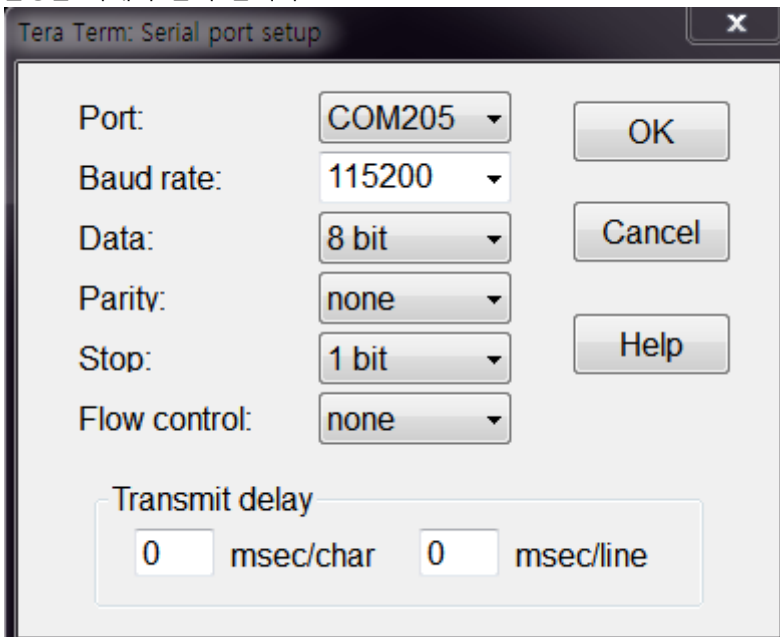 Tera Term: Serial port setup
x
Port: COM205 OK
Baud rate: 115200
Data: 8 bit Cancel
Parity: none
Stop: 1 bit Help
Flow control: none
Transmit delay
0 msec/char 0 msec/line